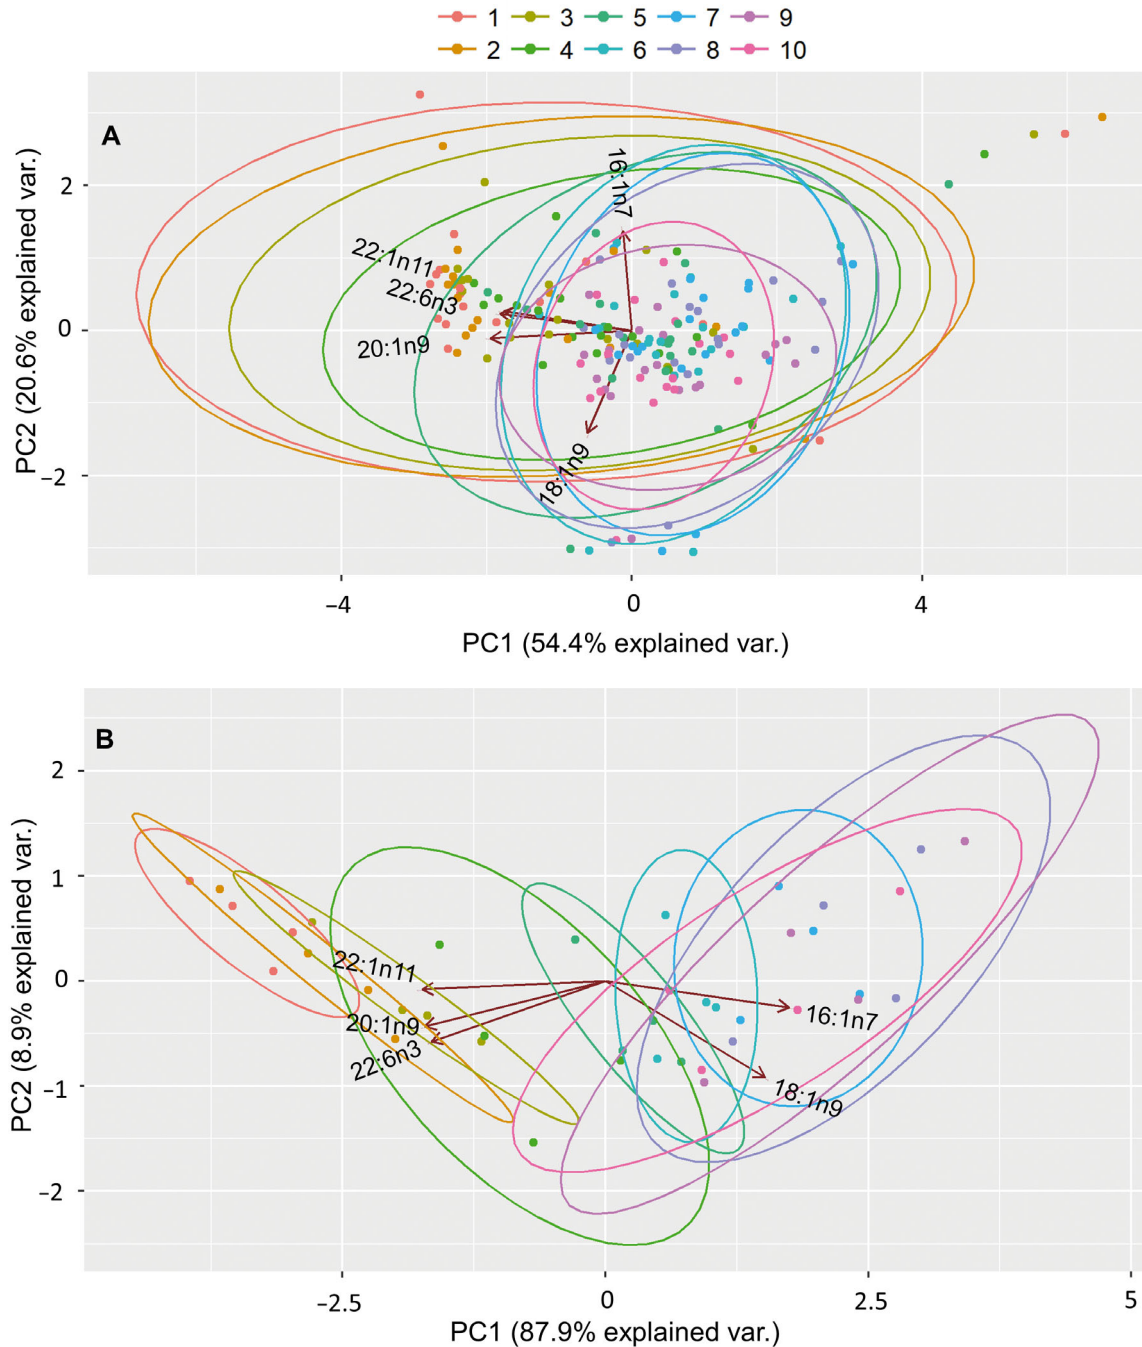 1 3 5 7 9
2 4 6 8 10
A
2
0
−2
PC2 (20.6% explained var.)
16:1n7
22:1n11
22:6n3
20:1n9
18:1n9
−4 0 4
PC1 (54.4% explained var.)
B
2
1
0
−1
−2
PC2 (8.9% explained var.)
22:1n11
20:1n9
22:6n3
16:1n7
18:1n9
−2.5 0 2.5 5
PC1 (87.9% explained var.)